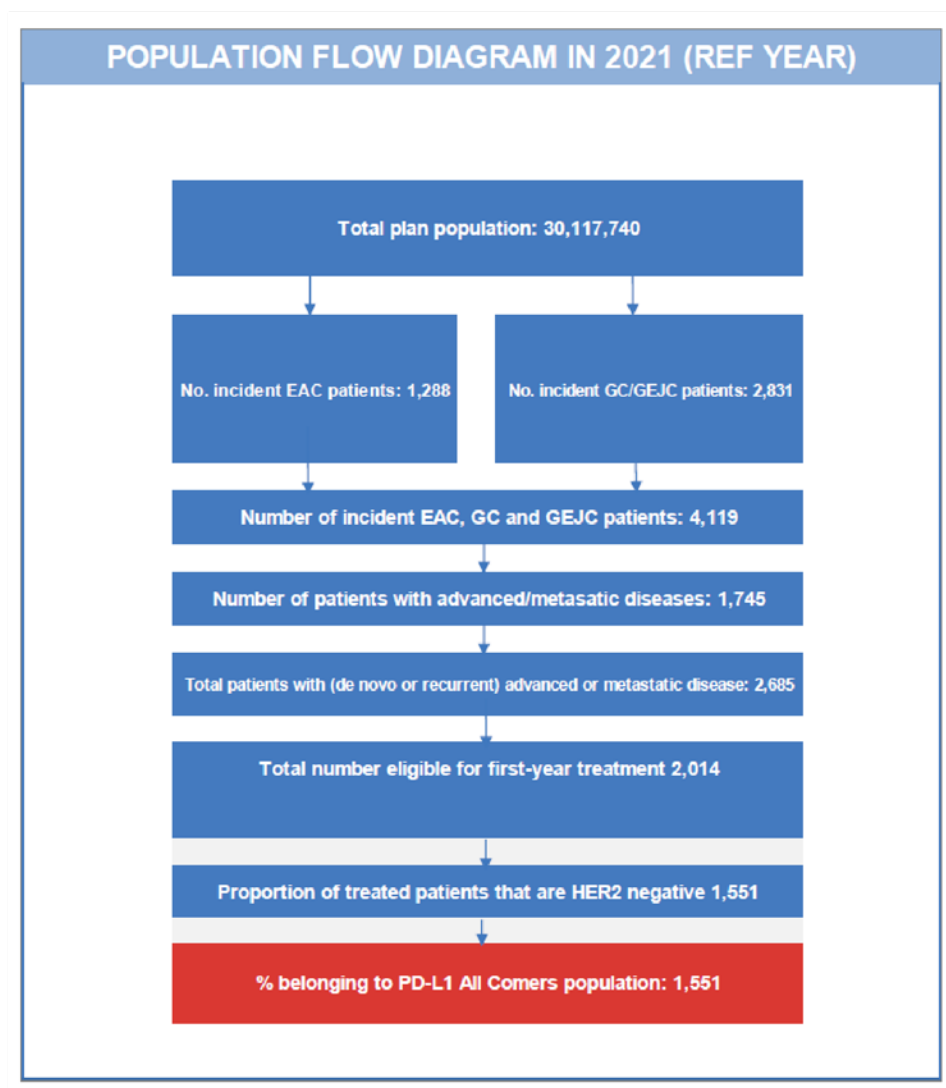 POPULATION FLOW DIAGRAM IN 2021 (REF YEAR)
Total plan population: 30,117,740
No. incident EAC patients: 1,288
No. incident GC/GEJC patients: 2,831
Number of incident EAC, GC and GEJC patients: 4,119
Number of patients with advanced/metasatic diseases: 1,745
Total patients with (de novo or recurrent) advanced or metastatic disease: 2,685
Total number eligible for first-year treatment 2,014
Proportion of treated patients that are HER2 negative 1,551
% belonging to PD-L1 All Comers population: 1,551